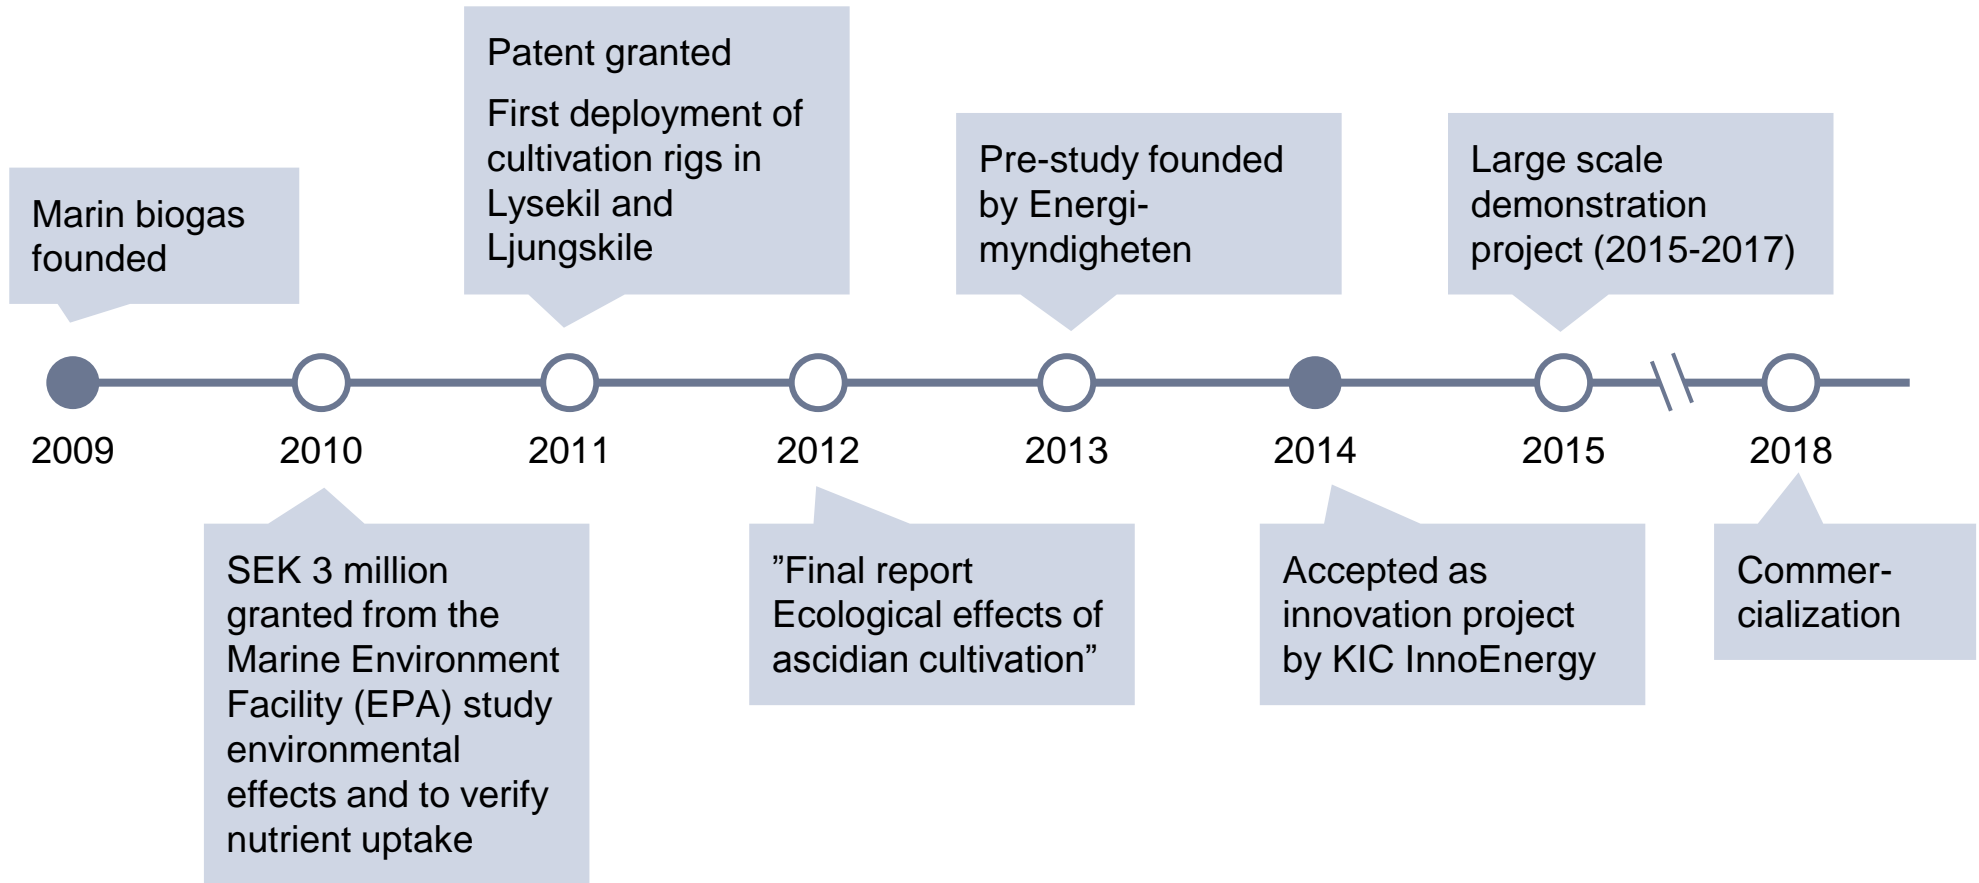 Patent granted
First deployment of
cultivation rigs in
Lysekil and
Ljungskile
Marin biogas
founded
Pre-study founded
by Energi-
myndigheten
Large scale
demonstration
project (2015-2017)
2009
2010
2011
2012
2013
2014
2015
2018
SEK 3 million
granted from the
Marine Environment
Facility (EPA) study
environmental
effects and to verify
nutrient uptake
”Final report
Ecological effects of
ascidian cultivation”
Accepted as
innovation project
by KIC InnoEnergy
Commer-
cialization